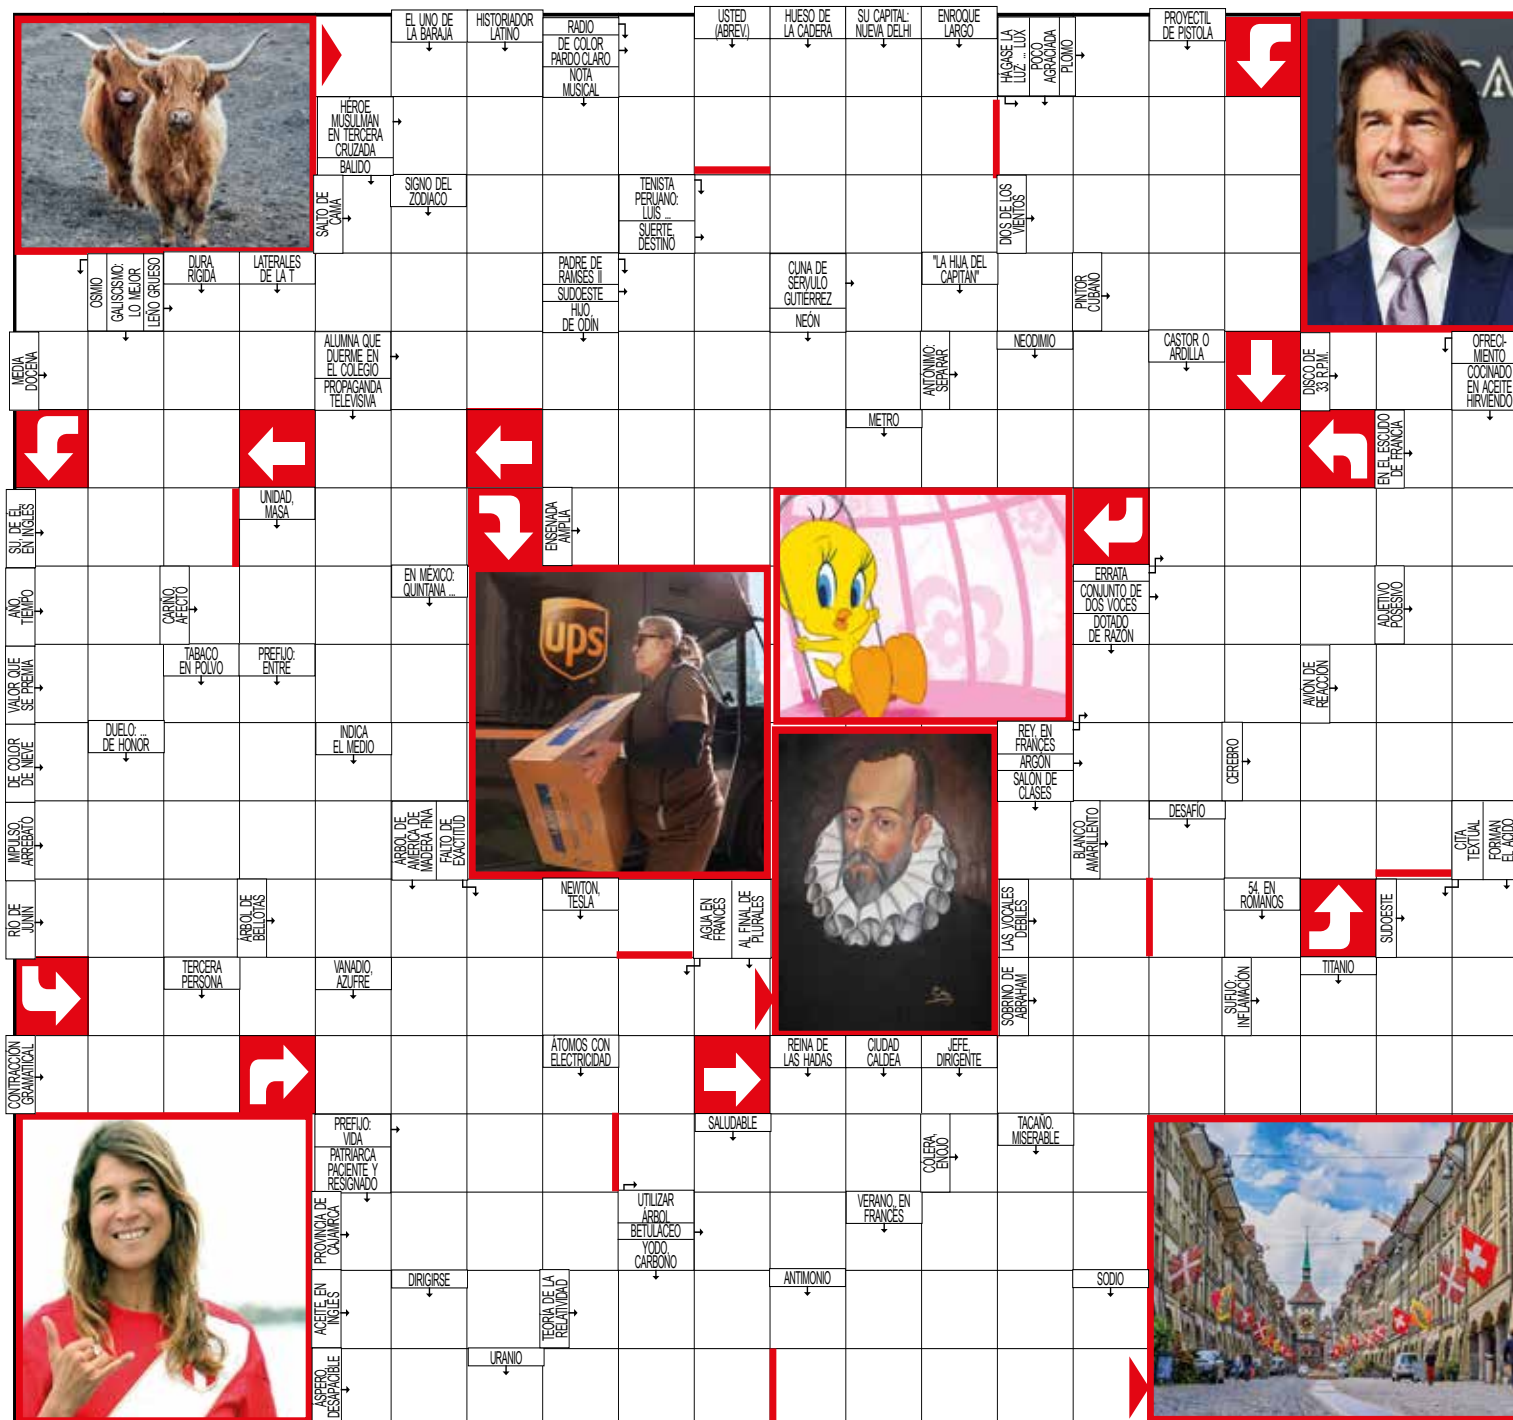 EL UNO DE
LA BARAJA
HISTORIADOR
LATINO
RADIO
DE COLOR
PARDO CLARO
NOTA
MUSICAL
USTED
(ABREV.)
HUESO DE
LA CADERA
SU CAPITAL:
NUEVA DELHI
ENROQUE
LARGO
HÁGASE LA
LUZ: ... LUX
POCO
AGRACIADA
PLOMO
PROYECTIL
DE PISTOLA
HÉROE
MUSULMÁN
EN TERCERA
CRUZADA
BALIDO
SALTO DE
CAMA
SIGNO DEL
ZODIACO
TENISTA
PERUANO:
LUIS ...
SUERTE,
DESTINO
DIOS DE LOS
VIENTOS
OSMIO
GALISCISMO:
LO MEJOR
LEÑO GRUESO
DURA,
RÍGIDA
LATERALES
DE LA T
PADRE DE
RAMSES II
SUDOESTE
HIJO
DE ODÍN
CUNA DE
SÉRVULO
GUTIÉRREZ
NEÓN
"LA HIJA DEL
CAPITÁN"
PINTOR
CUBANO
MEDIA
DOCENA
ALUMNA QUE
DUERME EN
EL COLEGIO
PROPAGANDA
TELEVISIVA
ANTÓNIMO:
SEPARAR
NEODIMIO
CASTOR O
ARDILLA
DISCO DE
33 R.P.M.
OFRECI-
MIENTO
COCINADO
EN ACEITE
HIRVIENDO
METRO
EN EL ESCUDO
DE FRANCIA
SU, DE ÉL,
EN INGLÉS
UNIDAD,
MASA
ENSENADA
AMPLIA
AÑO,
TIEMPO
CARIÑO,
AFECTO
EN MÉXICO:
QUINTANA ...
ups
ERRATA
CONJUNTO DE
DOS VOCES
DOTADO
DE RAZÓN
ADJETIVO
POSESIVO
VALOR QUE
SE PREMIA
TABACO
EN POLVO
PREFIJO:
ENTRE
AVIÓN DE
REACCIÓN
DE COLOR
DE NIEVE
DUELO: ...
DE HONOR
INDICA
EL MEDIO
REY, EN
FRANCÉS
ARGÓN
SALÓN DE
CLASES
CEREBRO
IMPULSO,
ARREBATO
ÁRBOL DE
AMÉRICA DE
MADERA FINA
FALTO DE
EXACTITUD
BLANCO
AMARILLENTO
DESAFÍO
CITA
TEXTUAL
FORMAN
EL ÁCIDO
RÍO DE
JUNÍN
ÁRBOL DE
BELLOTAS
NEWTON,
TESLA
AGUA EN
FRANCÉS
AL FINAL DE
PLURALES
LAS VOCALES
DÉBILES
54, EN
ROMANOS
SUDOESTE
TERCERA
PERSONA
VANADIO,
AZUFRE
SOBRINO DE
ABRAHAM
SUFIJO:
INFLAMACIÓN
TITANIO
CONTRACCIÓN
GRAMATICAL
ÁTOMOS CON
ELECTRICIDAD
REINA DE
LAS HADAS
CIUDAD
CALDEA
JEFE,
DIRIGENTE
PREFIJO:
VIDA
PATRIARCA
PACIENTE Y
RESIGNADO
SALUDABLE
CÓLERA,
ENOJO
TACAÑO,
MISERABLE
PROVINCIA DE
CAJAMRCA
UTILIZAR
ÁRBOL
BETULÁCEO
YODO,
CARBONO
VERANO, EN
FRANCÉS
ACEITE, EN
INGLÉS
DIRIGIRSE
TEORÍA DE LA
RELATIVIDAD
ANTIMONIO
SODIO
ÁSPERO,
DESAPACIBLE
URANIO